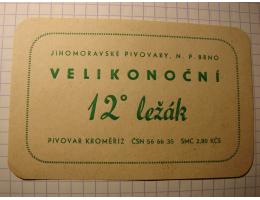 JIHOMORAVSKÉ PIVOVARY, N. P. BRNO
VELIKONOČNÍ
12° ležák
PIVOVAR KROMĚŘÍŽ ČSN 56 66 35 SMC 2,80 KČS